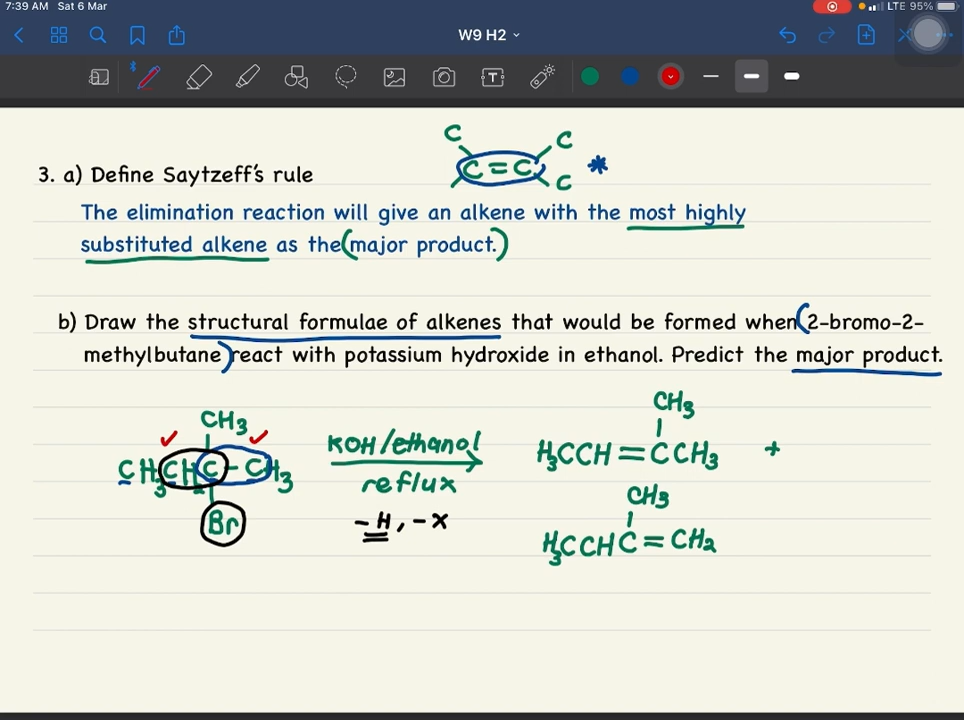 7:39 AM Sat 6 Mar
LTE 95%
W9 H2
T
C
C
C = C
C
3. a) Define Saytzeff's rule
The elimination reaction will give an alkene with the most highly
substituted alkene as the (major product.)
b) Draw the structural formulae of alkenes that would be formed when (2-bromo-2-
methylbutane) react with potassium hydroxide in ethanol. Predict the major product.
CH3
CH3CH2C-CH3
Br
KOH/ethanol
reflux
-H, -X
CH3
H3CCH=CCH3 +
CH3
H3CCHC=CH2